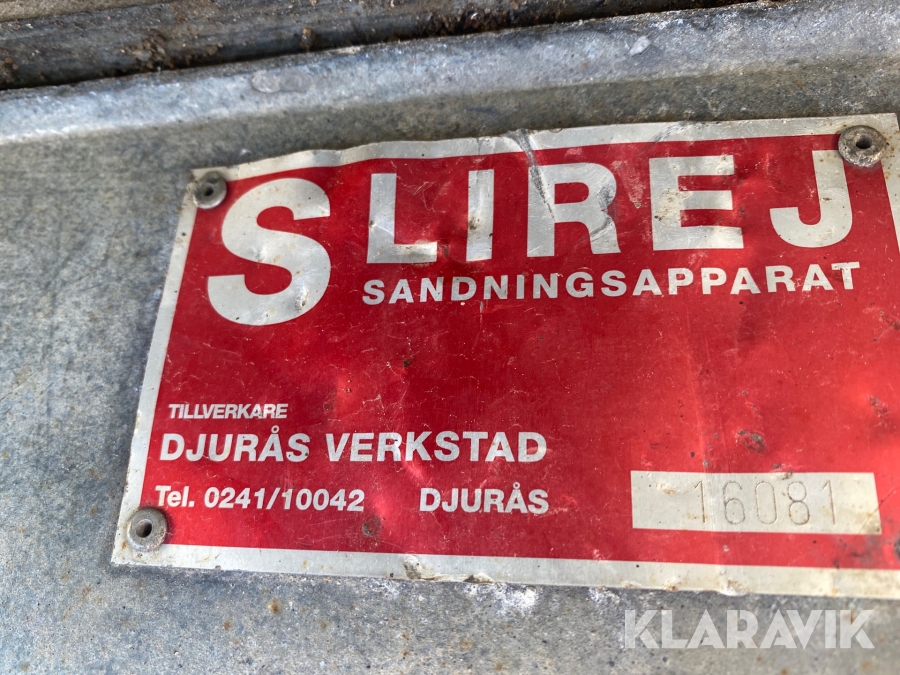 SLIREJ
SANDNINGSAPPARAT
TILLVERKARE
DJURÅS VERKSTAD
Tel. 0241/10042 DJURÅS
16081
KLARAVIK